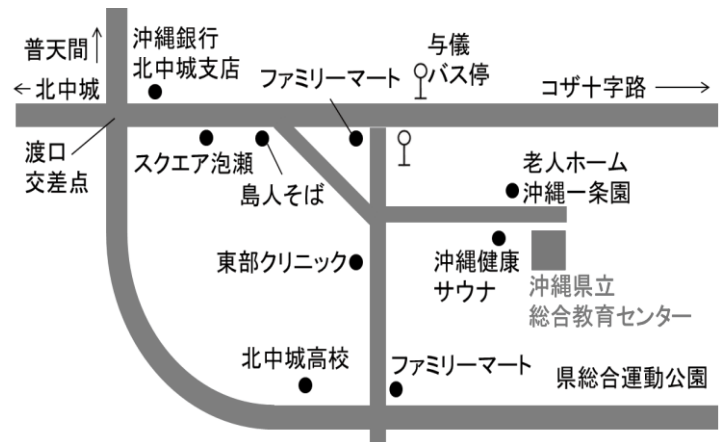 普天間
沖縄銀行
北中城支店
与儀
バス停
ファミリーマート
←北中城
コザ十字路→
渡口
交差点
スクエア泡瀬
島人そば
老人ホーム
沖縄一条園
東部クリニック
沖縄健康
サウナ
沖縄県立
総合教育センター
北中城高校
ファミリーマート
県総合運動公園